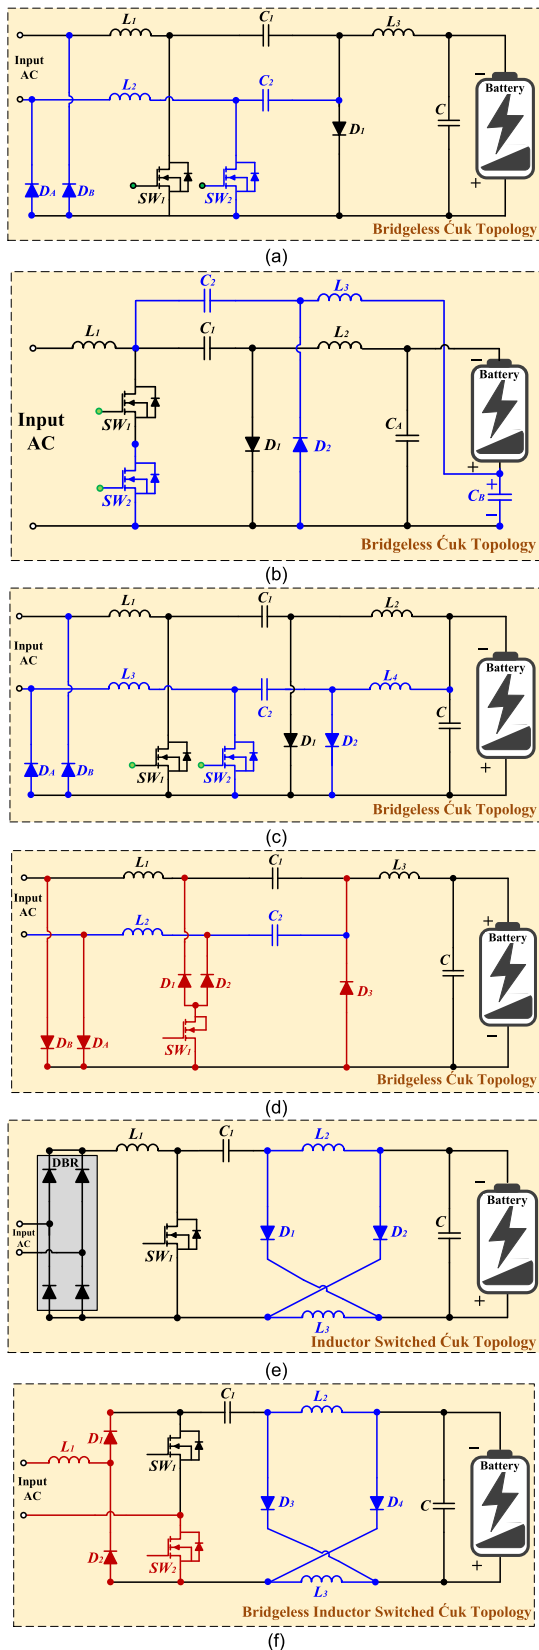 L1 C1 L3
Input
AC
− Battery
L2 C2
C
D1
DA DB
SW1 SW2
+
Bridgeless Ćuk Topology
(a)
C2 L3
L1 C1 L2
− Battery
Input
AC
SW1
D1 D2 CA
+
SW2
+
CB
−
Bridgeless Ćuk Topology
(b)
L1 C1 L2
Input
AC
− Battery
L3 C2 L4
C
D1 D2
DA DB
SW1 SW2
+
Bridgeless Ćuk Topology
(c)
L1 C1 L3
Input
AC
+
Battery
L2 C2
C
D1 D2 D3
SW1
DB DA
−
Bridgeless Ćuk Topology
(d)
L1 C1 L2
DBR
−
Battery
Input
AC
SW1
D1 D2 C
+
L3
Inductor Switched Ćuk Topology
(e)
C1 L2
L1 D1
SW1
−
Battery
Input
AC
D3 D4 C
D2 SW2
+
L3
Bridgeless Inductor Switched Ćuk Topology
(f)